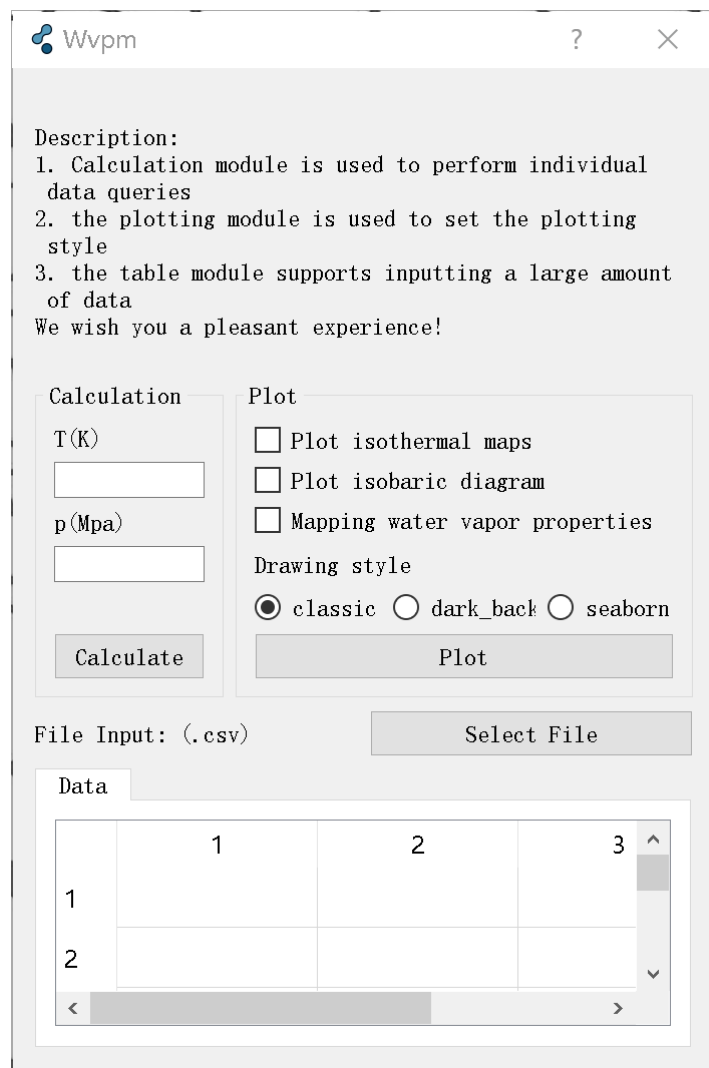 Wvpm
?
Description:
1. Calculation module is used to perform individual
data queries
2. the plotting module is used to set the plotting
style
3. the table module supports inputting a large amount
of data
We wish you a pleasant experience!
Calculation
T(K)
p(Mpa)
Calculate
Plot
Plot isothermal maps
Plot isobaric diagram
Mapping water vapor properties
Drawing style
classic dark_back seaborn
Plot
File Input: (.csv)
Select File
Data
1 2 3
1
2